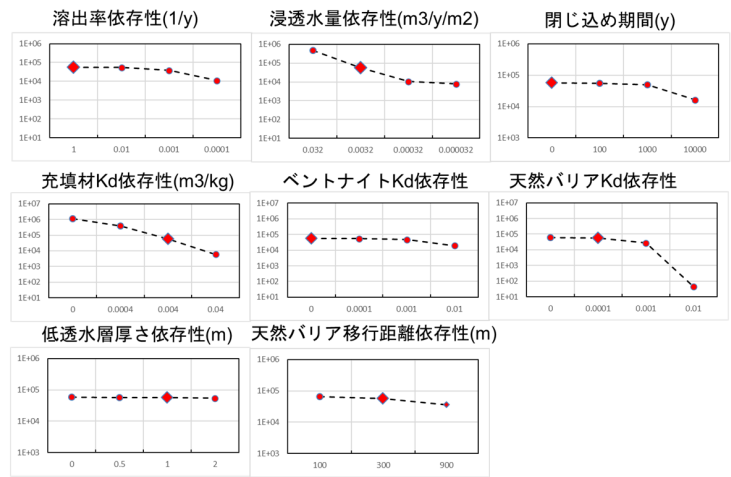 溶出率依存性(1/y)
1E+06
1E+05
1E+04
1E+03
1E+02
1E+01
1 0.01 0.001 0.0001
浸透水量依存性(m3/y/m2)
1E+06
1E+05
1E+04
1E+03
1E+02
1E+01
0.032 0.0032 0.00032 0.000032
閉じ込め期間(y)
1E+06
1E+05
1E+04
1E+03
0 100 1000 10000
充填材Kd依存性(m3/kg)
1E+07
1E+06
1E+05
1E+04
1E+03
1E+02
1E+01
0 0.0004 0.004 0.04
ベントナイトKd依存性
1E+07
1E+06
1E+05
1E+04
1E+03
1E+02
1E+01
0 0.0001 0.001 0.01
天然バリアKd依存性
1E+07
1E+06
1E+05
1E+04
1E+03
1E+02
1E+01
0 0.0001 0.001 0.01
低透水層厚さ依存性(m)
1E+06
1E+05
1E+04
1E+03
0 0.5 1 2
天然バリア移行距離依存性(m)
1E+06
1E+05
1E+04
1E+03
100 300 900